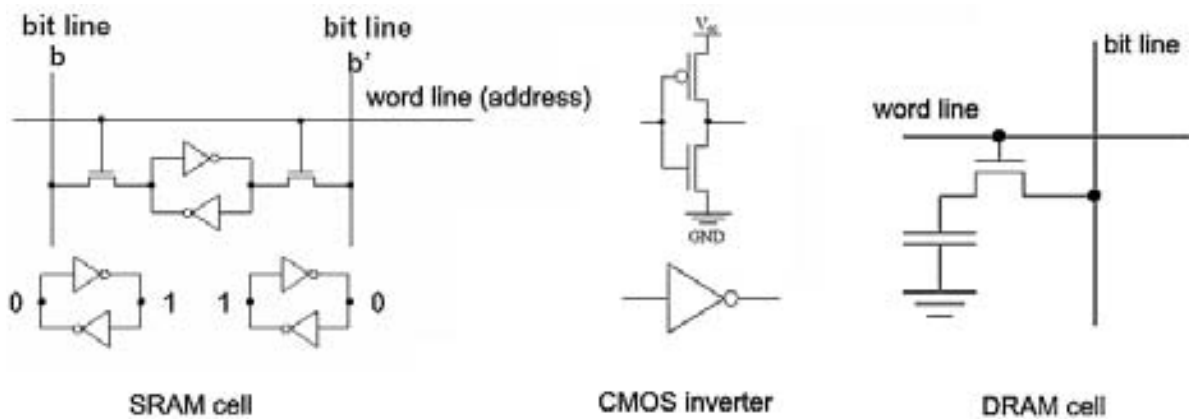 bit line
b
bit line
b'
word line (address)
0
1
1
0
SRAM cell
GND
CMOS inverter
bit line
word line
DRAM cell